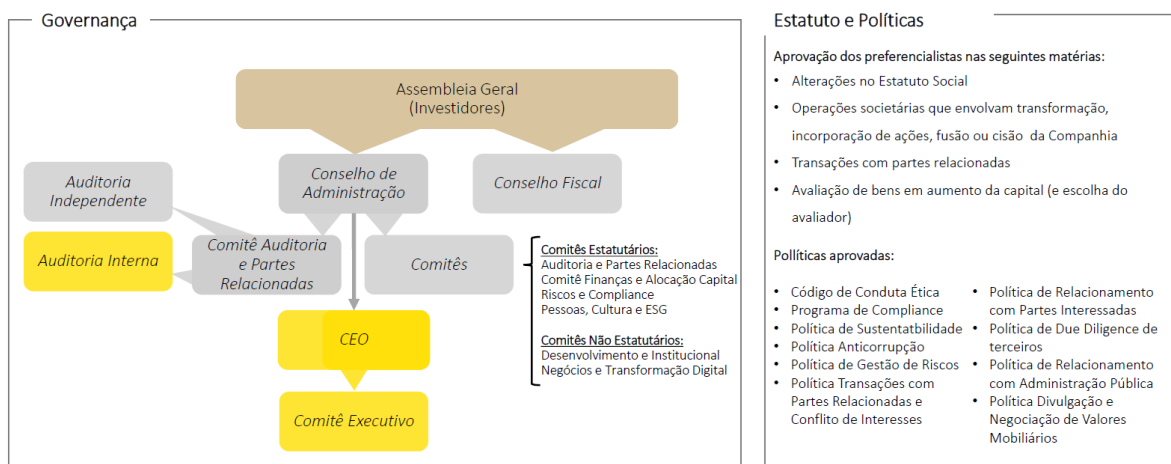 Governança
Assembleia Geral
(Investidores)
Auditoria
Independente
Conselho de
Administração
Conselho Fiscal
Auditoria Interna
Comitê Auditoria
e Partes
Relacionadas
Comitês
Comitês Estatutários:
Auditoria e Partes Relacionadas
Comitê Finanças e Alocação Capital
Riscos e Compliance
Pessoas, Cultura e ESG
Comitês Não Estatutários:
Desenvolvimento e Institucional
Negócios e Transformação Digital
CEO
Comitê Executivo
Estatuto e Políticas
Aprovação dos preferencialistas nas seguintes matérias:
• Alterações no Estatuto Social
• Operações societárias que envolvam transformação,
incorporação de ações, fusão ou cisão da Companhia
• Transações com partes relacionadas
• Avaliação de bens em aumento da capital (e escolha do
avaliador)
Pollíticas aprovadas:
• Código de Conduta Ética
• Programa de Compliance
• Política de Sustentatbilidade
• Política Anticorrupção
• Política de Gestão de Riscos
• Política Transações com
Partes Relacionadas e
Conflito de Interesses
• Política de Relacionamento
com Partes Interessadas
• Política de Due Diligence de
terceiros
• Política de Relacionamento
com Administração Pública
• Política Divulgação e
Negociação de Valores
Mobiliários